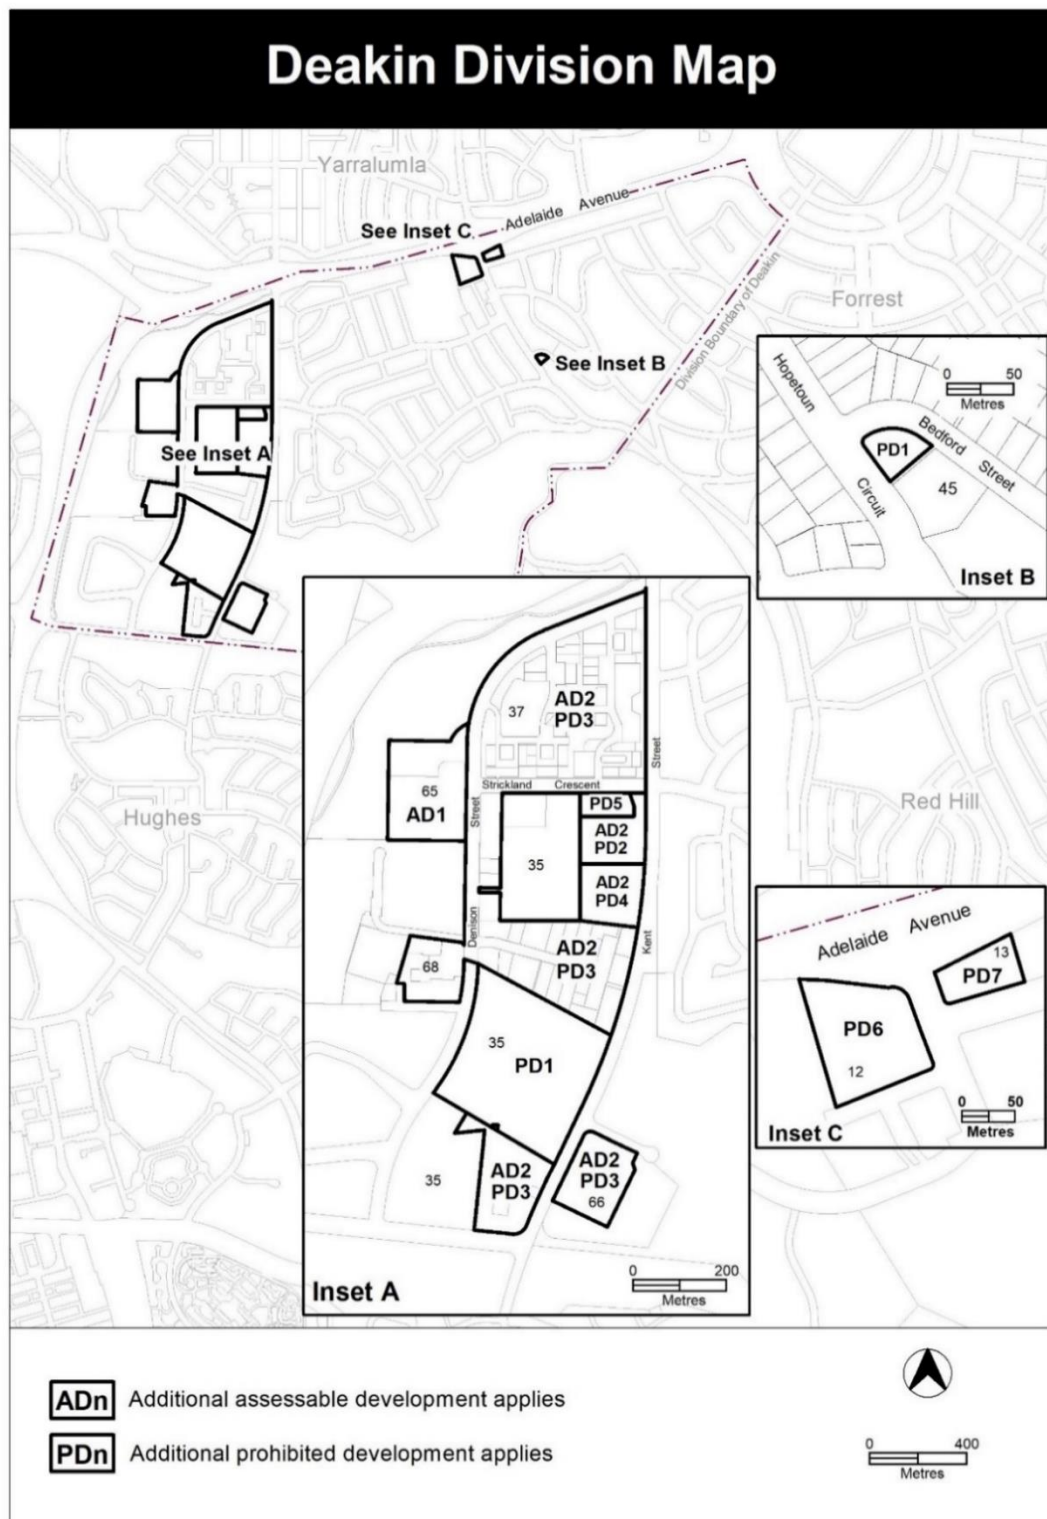 Deakin Division Map
Yarralumla
See Inset C
Adelaide Avenue
Forrest
Division Boundary of Deakin
See Inset B
See Inset A
Hughes
Red Hill
0 50
Metres
Hopetoun
Circuit
Bedford Street
PD1
45
Inset B
37
AD2
PD3
Street
Strickland Crescent
65
AD1
Street
PD5
AD2
PD2
35
AD2
PD4
Denison
Kent
68
AD2
PD3
35
PD1
35
AD2
PD3
AD2
PD3
66
0 200
Metres
Inset A
Adelaide Avenue
13
PD7
PD6
12
0 50
Metres
Inset C
ADn Additional assessable development applies
PDn Additional prohibited development applies
0 400
Metres